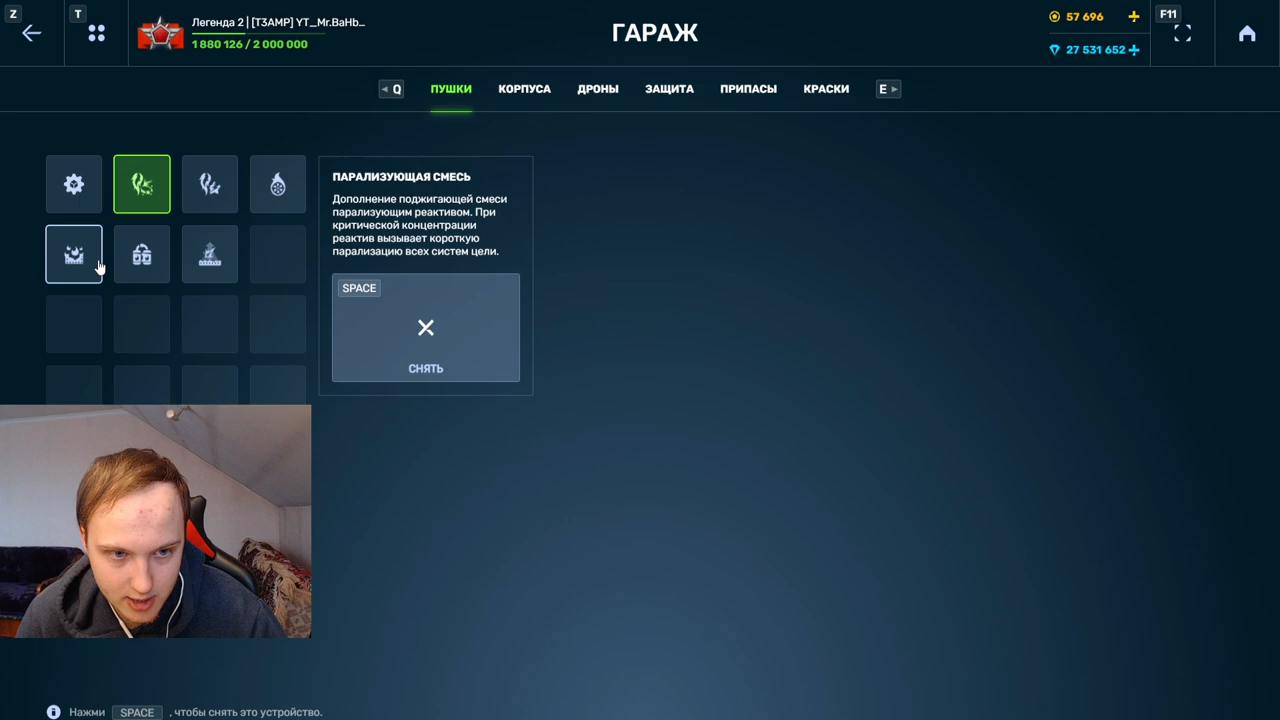 Z
T
Легенда 2 | [T3AMP] YT_Mr.BaHb...
1 880 126 / 2 000 000
ГАРАЖ
57 696
27 531 652
F11
Q
ПУШКИ
КОРПУСА
ДРОНЫ
ЗАЩИТА
ПРИПАСЫ
КРАСКИ
E
ПАРАЛИЗУЮЩАЯ СМЕСЬ
Дополнение поджигающей смеси
парализующим реактивом. При
критической концентрации
реактив вызывает короткую
парализацию всех систем цели.
SPACE
СНЯТЬ
Нажми SPACE , чтобы снять это устройство.